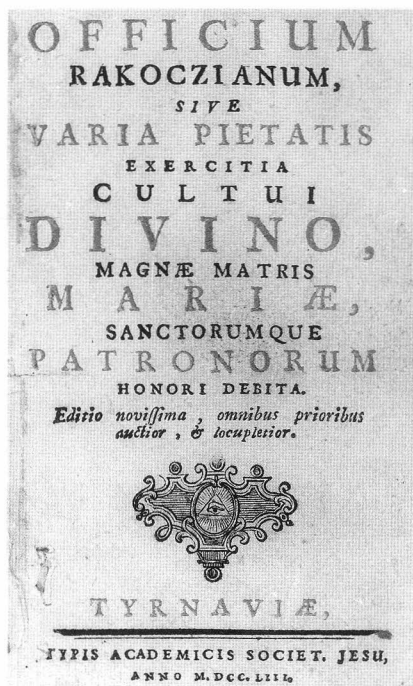 OFFICIUM
RAKOCZIANUM,
SIVE
VARIA PIETATIS
EXERCITIA
CULTUI
DIVINO,
MAGNÆ MATRIS
MARIÆ,
SANCTORUMQUE
PATRONORUM
HONORI DEBITA.
Editio noviſſima, omnibus prioribus
auctior, & locupletior.
TYRNAVIÆ,
TYPIS ACADEMICIS SOCIET. JESU,
ANNO M.DCC.LIII.